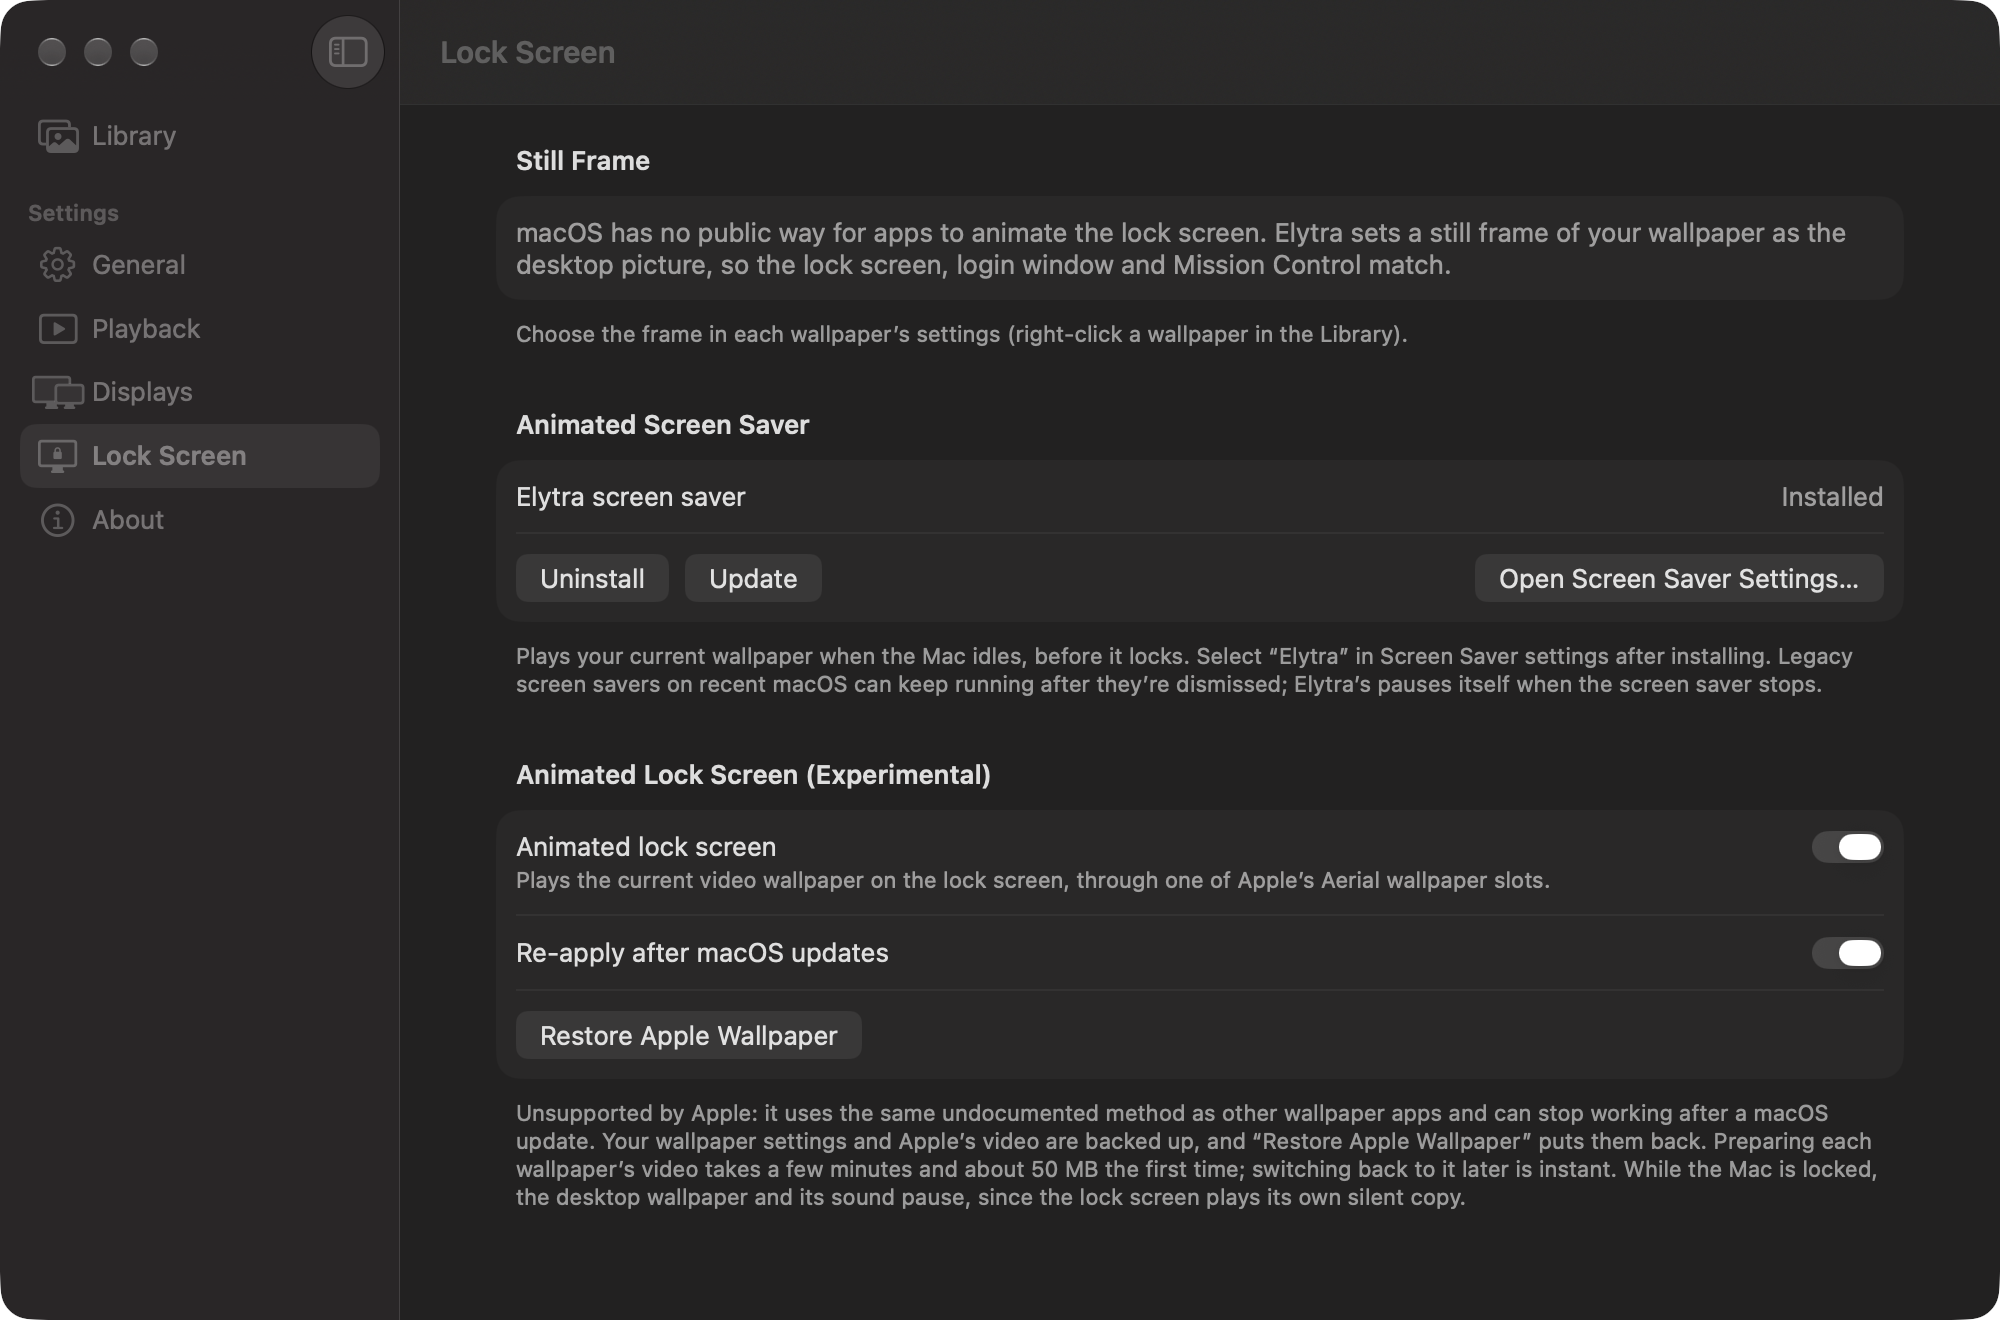 Lock Screen
Library
Settings
General
Playback
Displays
Lock Screen
About
Still Frame
macOS has no public way for apps to animate the lock screen. Elytra sets a still frame of your wallpaper as the
desktop picture, so the lock screen, login window and Mission Control match.
Choose the frame in each wallpaper’s settings (right-click a wallpaper in the Library).
Animated Screen Saver
Elytra screen saver
Installed
Uninstall
Update
Open Screen Saver Settings...
Plays your current wallpaper when the Mac idles, before it locks. Select “Elytra” in Screen Saver settings after installing. Legacy
screen savers on recent macOS can keep running after they’re dismissed; Elytra’s pauses itself when the screen saver stops.
Animated Lock Screen (Experimental)
Animated lock screen
Plays the current video wallpaper on the lock screen, through one of Apple’s Aerial wallpaper slots.
Re-apply after macOS updates
Restore Apple Wallpaper
Unsupported by Apple: it uses the same undocumented method as other wallpaper apps and can stop working after a macOS
update. Your wallpaper settings and Apple’s video are backed up, and “Restore Apple Wallpaper” puts them back. Preparing each
wallpaper’s video takes a few minutes and about 50 MB the first time; switching back to it later is instant. While the Mac is locked,
the desktop wallpaper and its sound pause, since the lock screen plays its own silent copy.